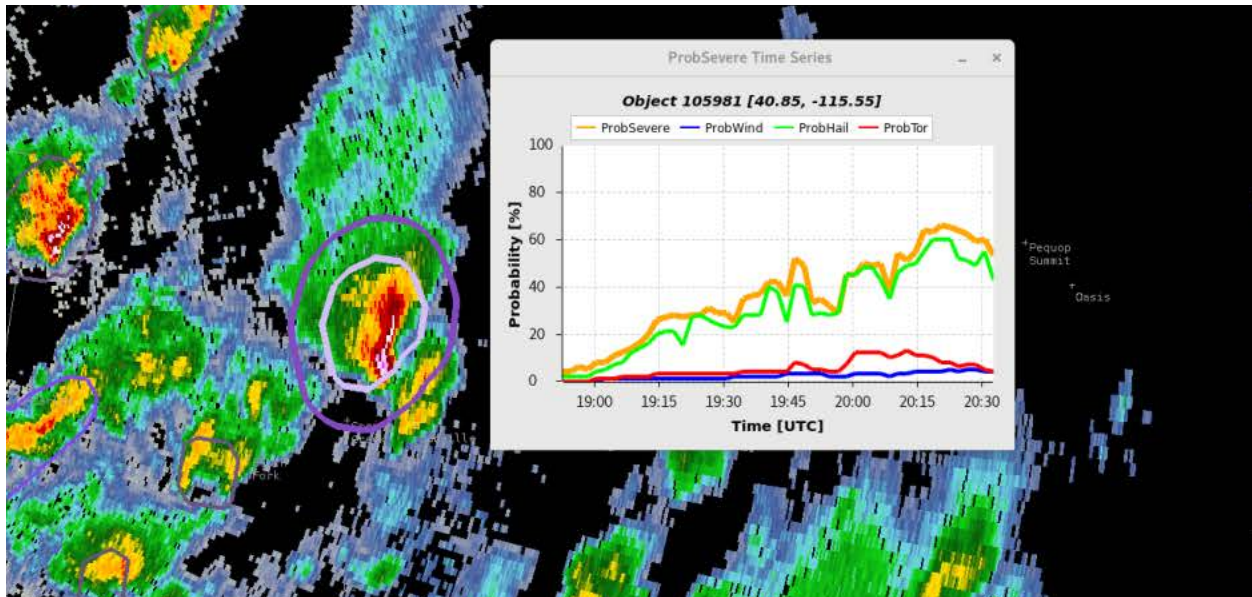 ProbSevere Time Series
Object 105981 [40.85, -115.55]
ProbSevere ProbWind ProbHail ProbTor
100
80
60
40
20
0
Probability [%]
19:00 19:15 19:30 19:45 20:00 20:15 20:30
Time [UTC]
Pequop
Summit
Oasis